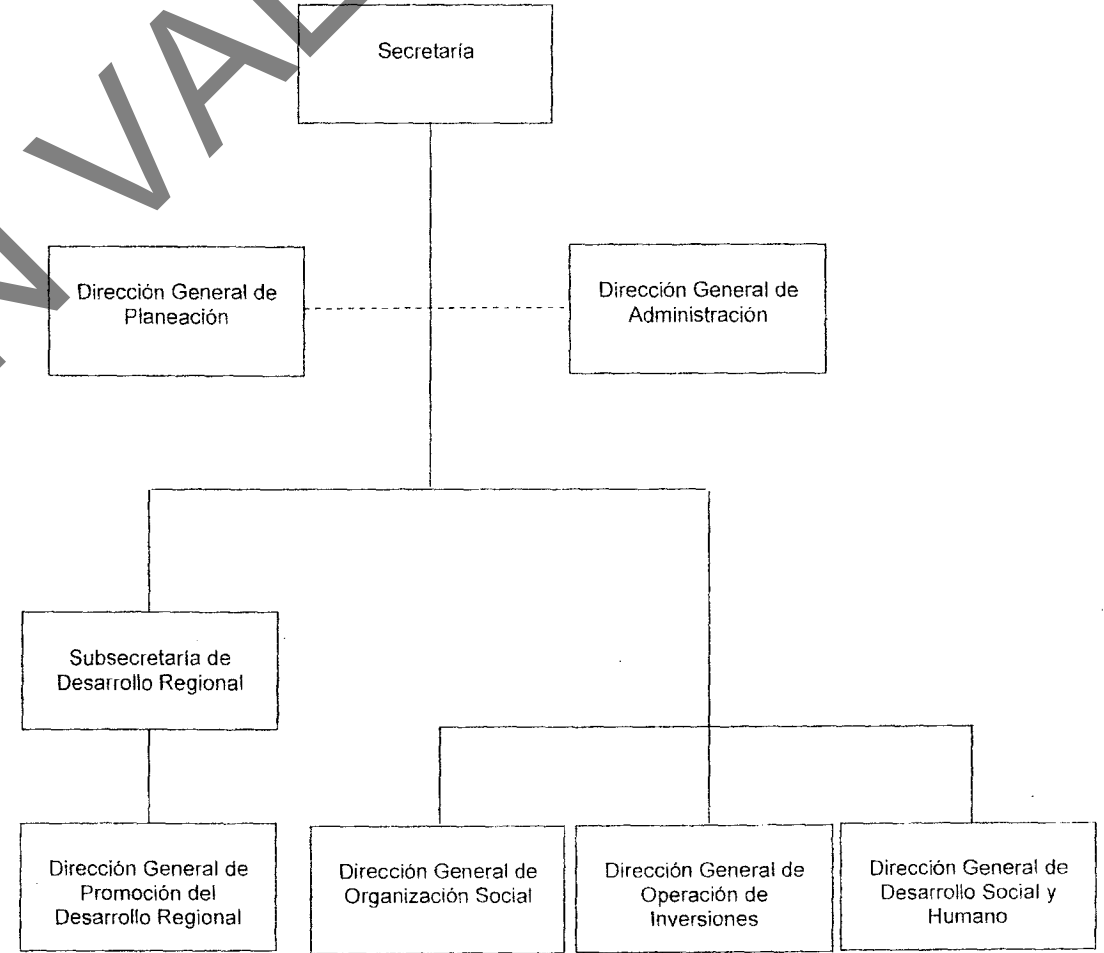 Secretaría
Dirección General de
Planeación
Dirección General de
Administración
Subsecretaría de
Desarrollo Regional
Dirección General de
Promoción del
Desarrollo Regional
Dirección General de
Organización Social
Dirección General de
Operación de
Inversiones
Dirección General de
Desarrollo Social y
Humano